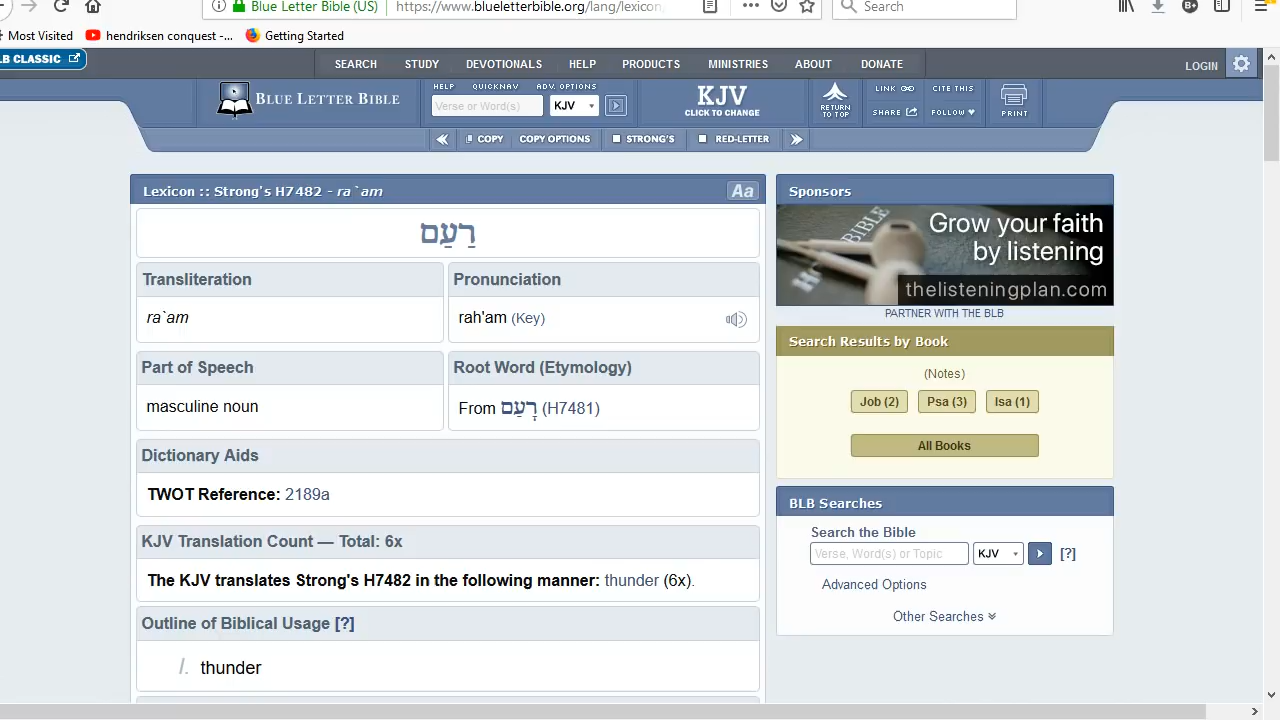 Blue Letter Bible (US) https://www.blueletterbible.org/lang/lexicon/ Search
Most Visited hendriksen conquest -... Getting Started
LB CLASSIC SEARCH STUDY DEVOTIONALS HELP PRODUCTS MINISTRIES ABOUT DONATE LOGIN
HELP QUICKNAV ADV. OPTIONS
BLUE LETTER BIBLE Verse or Word(s) KJV
KJV
CLICK TO CHANGE
RETURN TO TOP
LINK CITE THIS
SHARE FOLLOW
PRINT
COPY COPY OPTIONS STRONG'S RED-LETTER
Lexicon :: Strong's H7482 - ra`am Aa
רַעַם
Transliteration Pronunciation
ra`am rah'am (Key)
Part of Speech Root Word (Etymology)
masculine noun From רָעַם (H7481)
Dictionary Aids
TWOT Reference: 2189a
KJV Translation Count — Total: 6x
The KJV translates Strong's H7482 in the following manner: thunder (6x).
Outline of Biblical Usage [?]
I. thunder
Sponsors
BIBLE
Grow your faith
by listening
thelisteningplan.com
PARTNER WITH THE BLB
Search Results by Book
(Notes)
Job (2) Psa (3) Isa (1)
All Books
BLB Searches
Search the Bible
Verse, Word(s) or Topic KJV [?]
Advanced Options
Other Searches